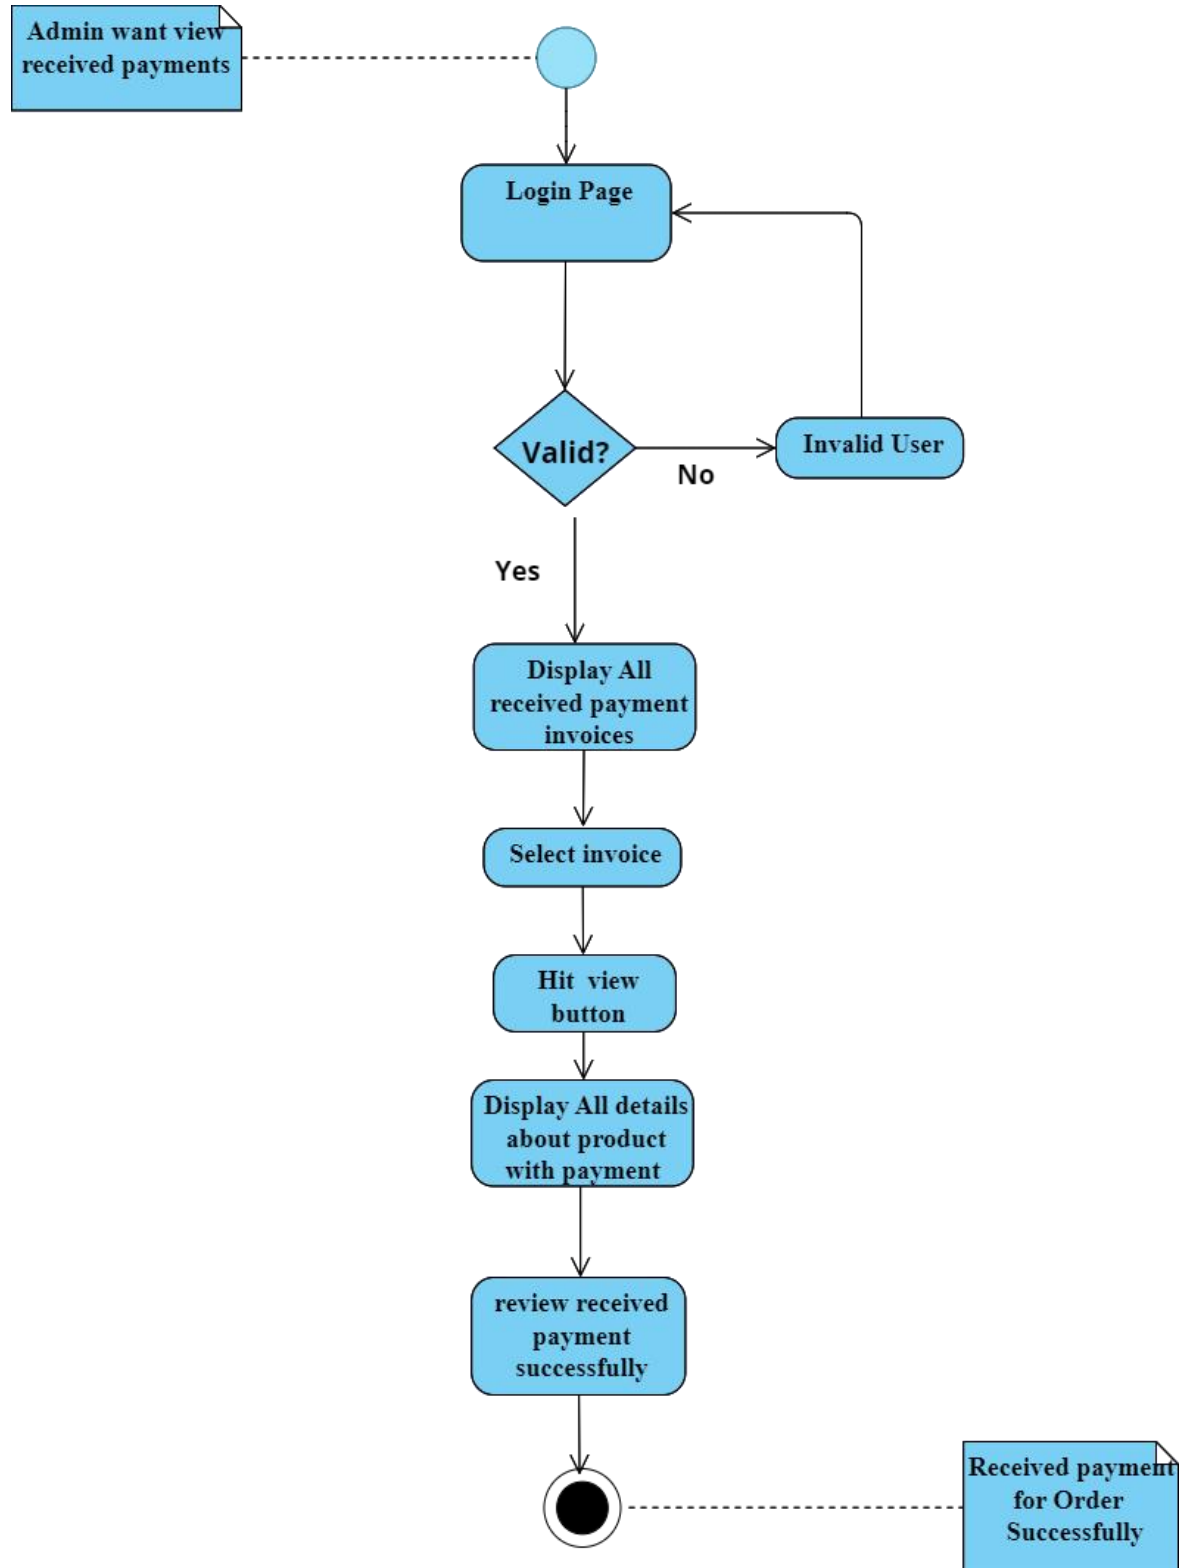 Admin want view
received payments
Login Page
Valid?
No
Invalid User
Yes
Display All
received payment
invoices
Select invoice
Hit view
button
Display All details
about product
with payment
review received
payment
successfully
Received payment
for Order
Successfully